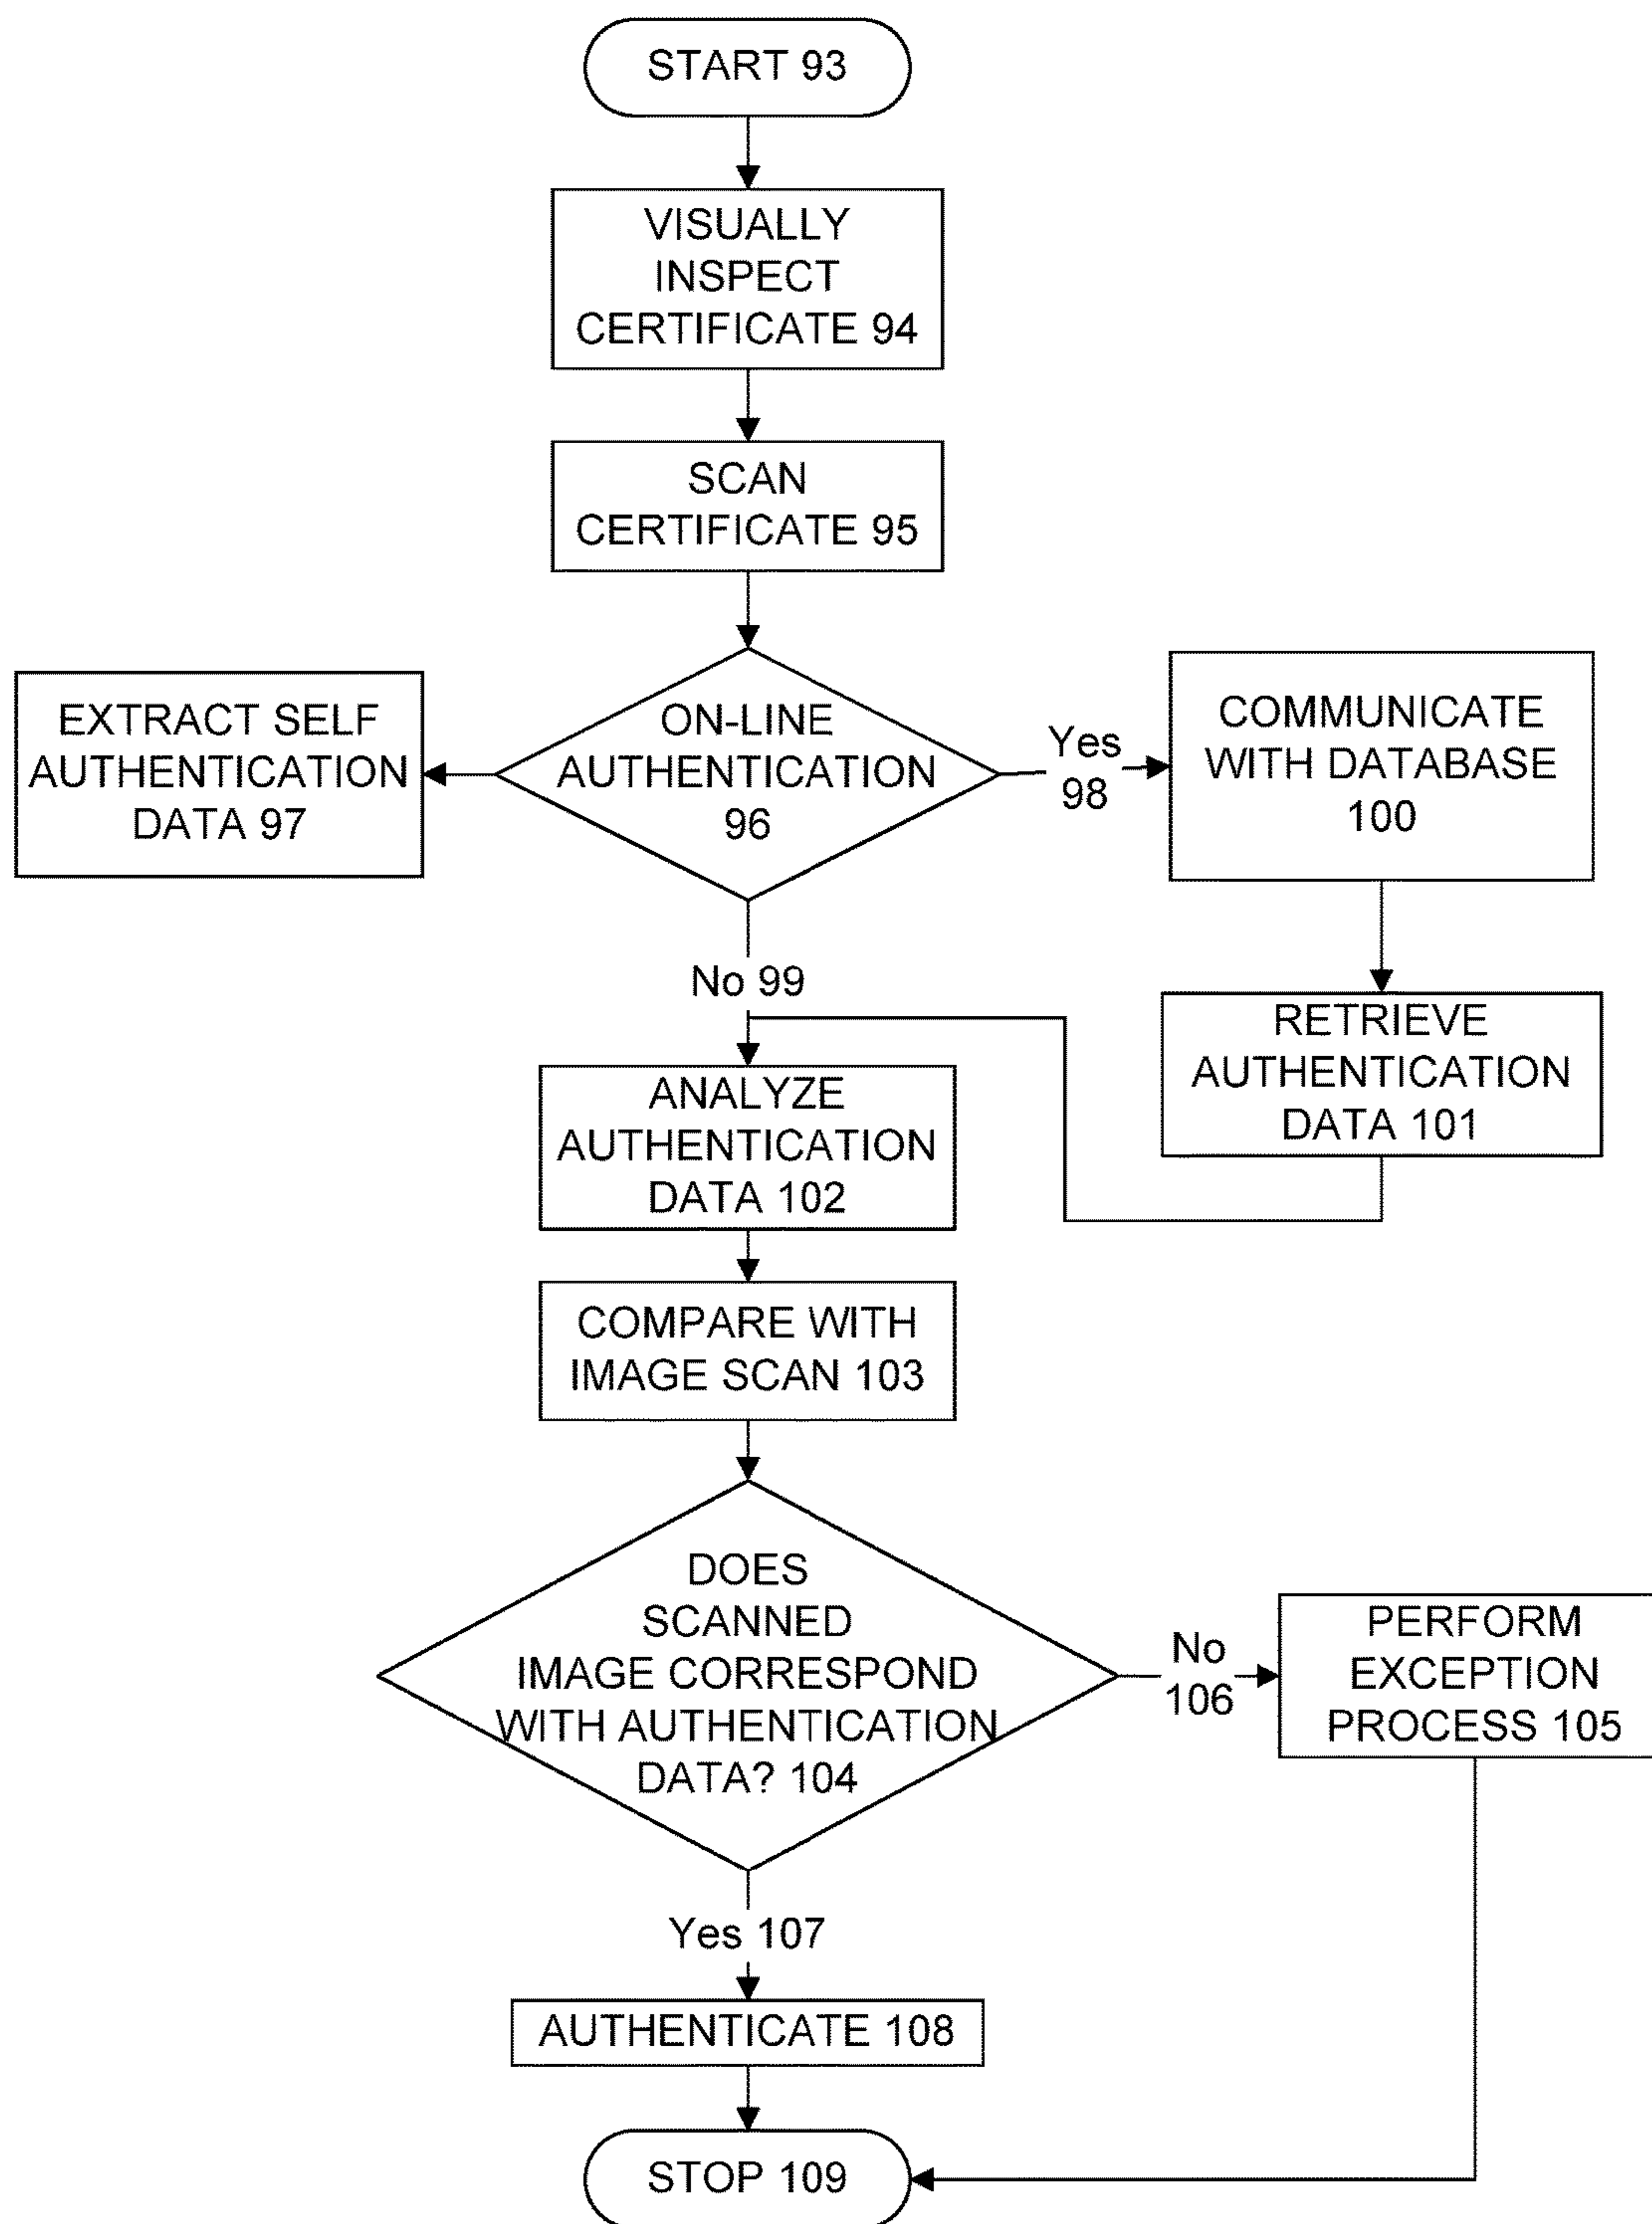 START 93
VISUALLY
INSPECT
CERTIFICATE 94
SCAN
CERTIFICATE 95
EXTRACT SELF
AUTHENTICATION
DATA 97
ON-LINE
AUTHENTICATION
96
Yes
98
COMMUNICATE
WITH DATABASE
100
No 99
RETRIEVE
AUTHENTICATION
DATA 101
ANALYZE
AUTHENTICATION
DATA 102
COMPARE WITH
IMAGE SCAN 103
DOES
SCANNED
IMAGE CORRESPOND
WITH AUTHENTICATION
DATA? 104
No
106
PERFORM
EXCEPTION
PROCESS 105
Yes 107
AUTHENTICATE 108
STOP 109